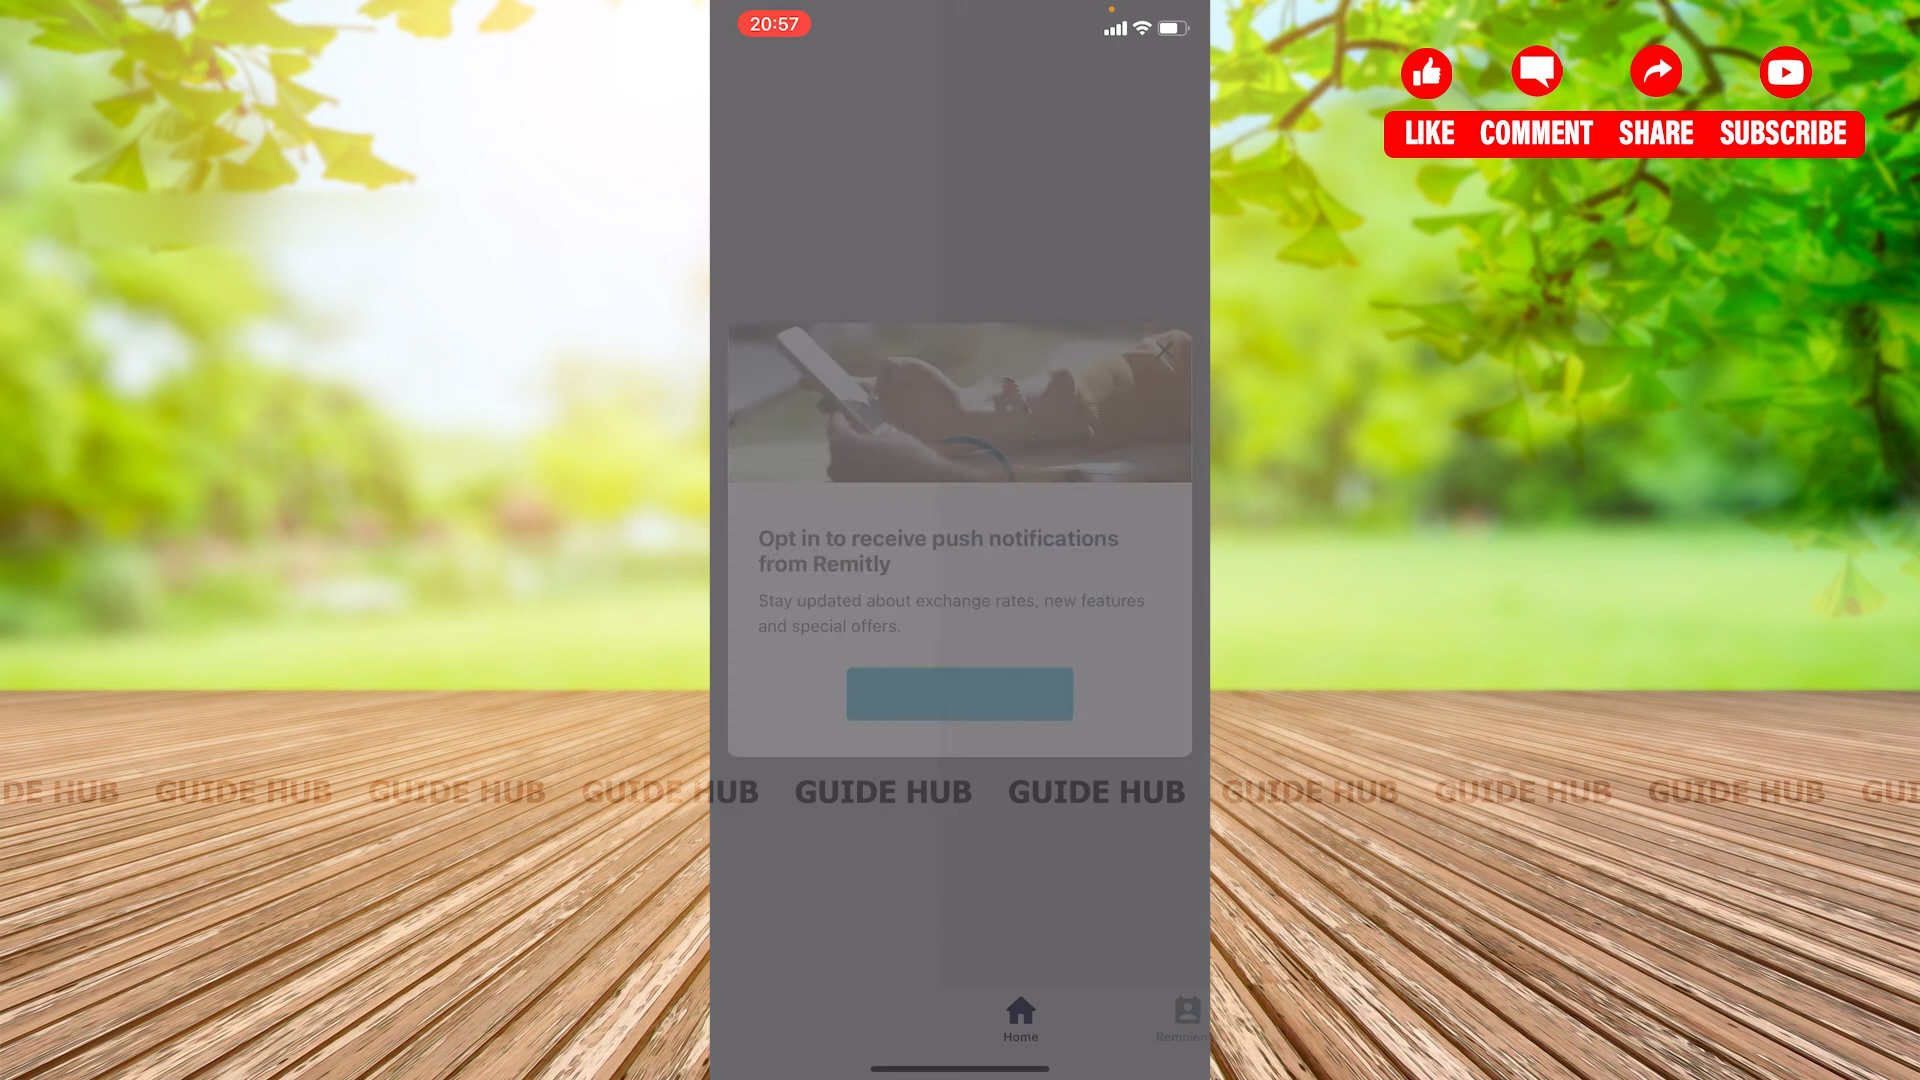 20:57
LIKE COMMENT SHARE SUBSCRIBE
Opt in to receive push notifications
from Remitly
Stay updated about exchange rates, new features
and special offers.
DE HUB GUIDE HUB GUIDE HUB GUIDE HUB GUIDE HUB GUIDE HUB GUIDE HUB GUIDE HUB GUIDE HUB GUI
Home